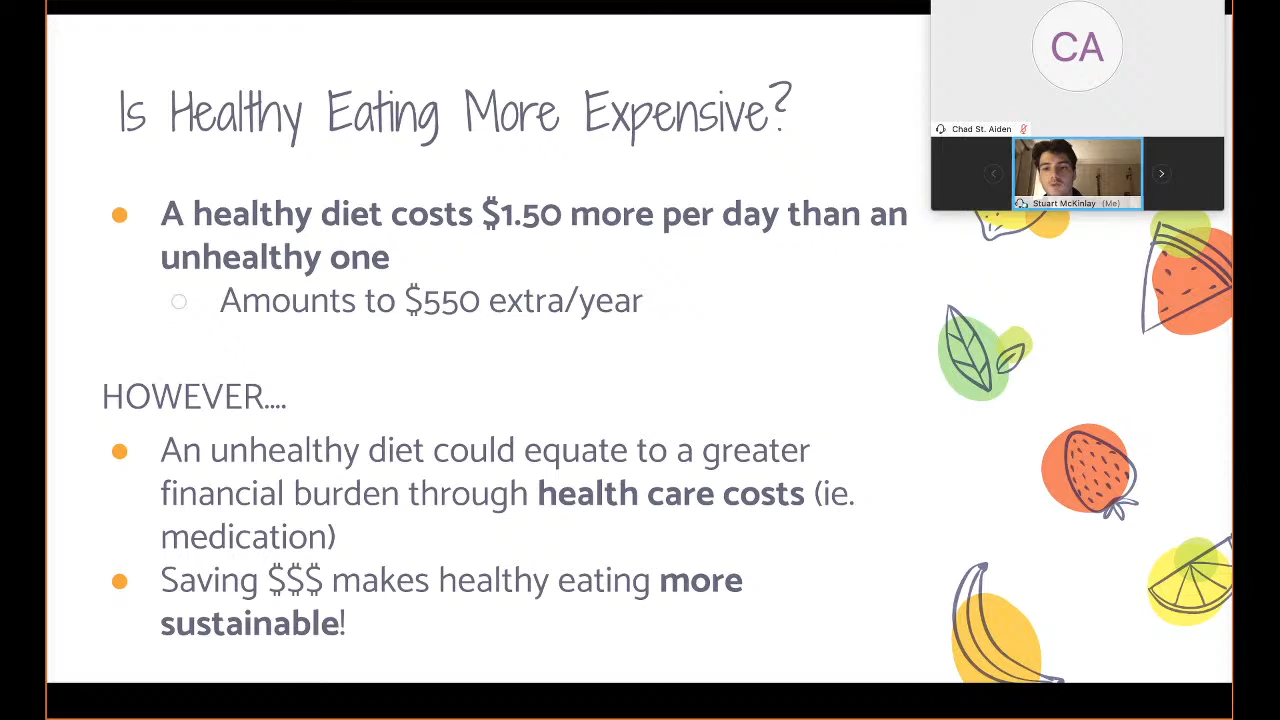 CA
Chad St. Aiden
Stuart McKinlay (Me)
Is Healthy Eating More Expensive?
A healthy diet costs $1.50 more per day than an
unhealthy one
Amounts to $550 extra/year
HOWEVER....
An unhealthy diet could equate to a greater
financial burden through health care costs (ie.
medication)
Saving $$$ makes healthy eating more
sustainable!